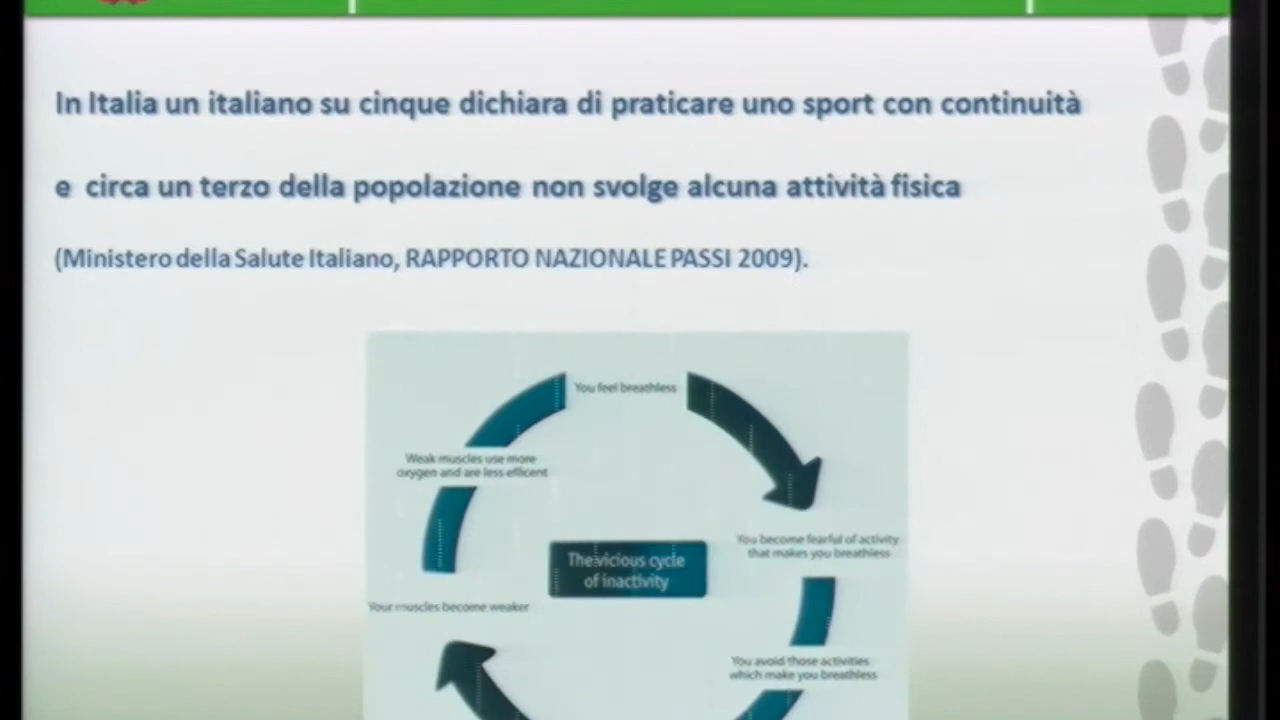 In Italia un italiano su cinque dichiara di praticare uno sport con continuità
e circa un terzo della popolazione non svolge alcuna attività fisica
(Ministero della Salute Italiano, RAPPORTO NAZIONALE PASSI 2009).
You feel breathless
Weak muscles use more
oxygen and are less efficent
You become fearful of activity
that makes you breathless
The vicious cycle
of inactivity
Your muscles become weaker
You avoid those activities
which make you breathless